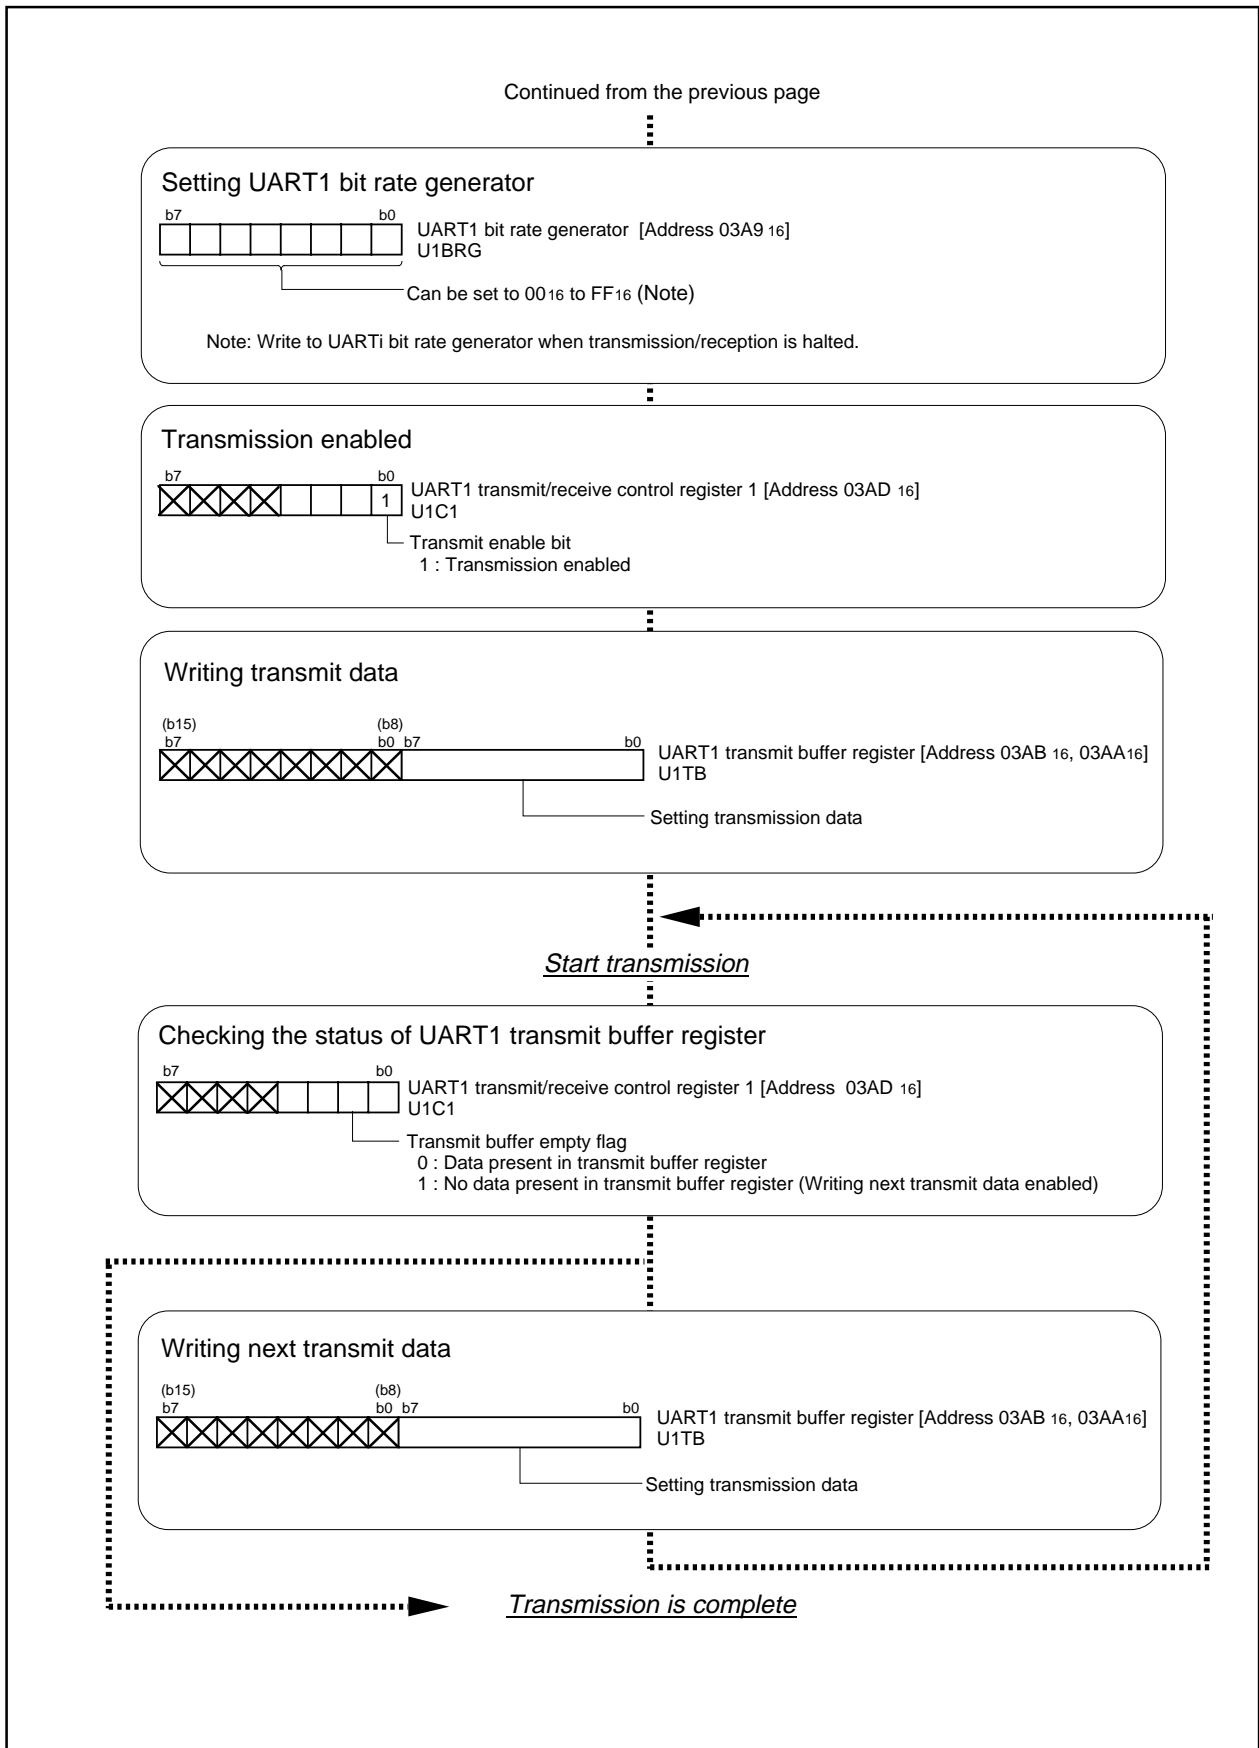 Continued from the previous page
Setting UART1 bit rate generator
b7 b0
UART1 bit rate generator [Address 03A9 16]
U1BRG
Can be set to 0016 to FF16 (Note)
Note: Write to UARTi bit rate generator when transmission/reception is halted.
Transmission enabled
b7 b0
1
UART1 transmit/receive control register 1 [Address 03AD 16]
U1C1
Transmit enable bit
1 : Transmission enabled
Writing transmit data
(b15) (b8)
b7 b0 b7 b0
UART1 transmit buffer register [Address 03AB 16, 03AA16]
U1TB
Setting transmission data
Start transmission
Checking the status of UART1 transmit buffer register
b7 b0
UART1 transmit/receive control register 1 [Address 03AD 16]
U1C1
Transmit buffer empty flag
0 : Data present in transmit buffer register
1 : No data present in transmit buffer register (Writing next transmit data enabled)
Writing next transmit data
(b15) (b8)
b7 b0 b7 b0
UART1 transmit buffer register [Address 03AB 16, 03AA16]
U1TB
Setting transmission data
Transmission is complete